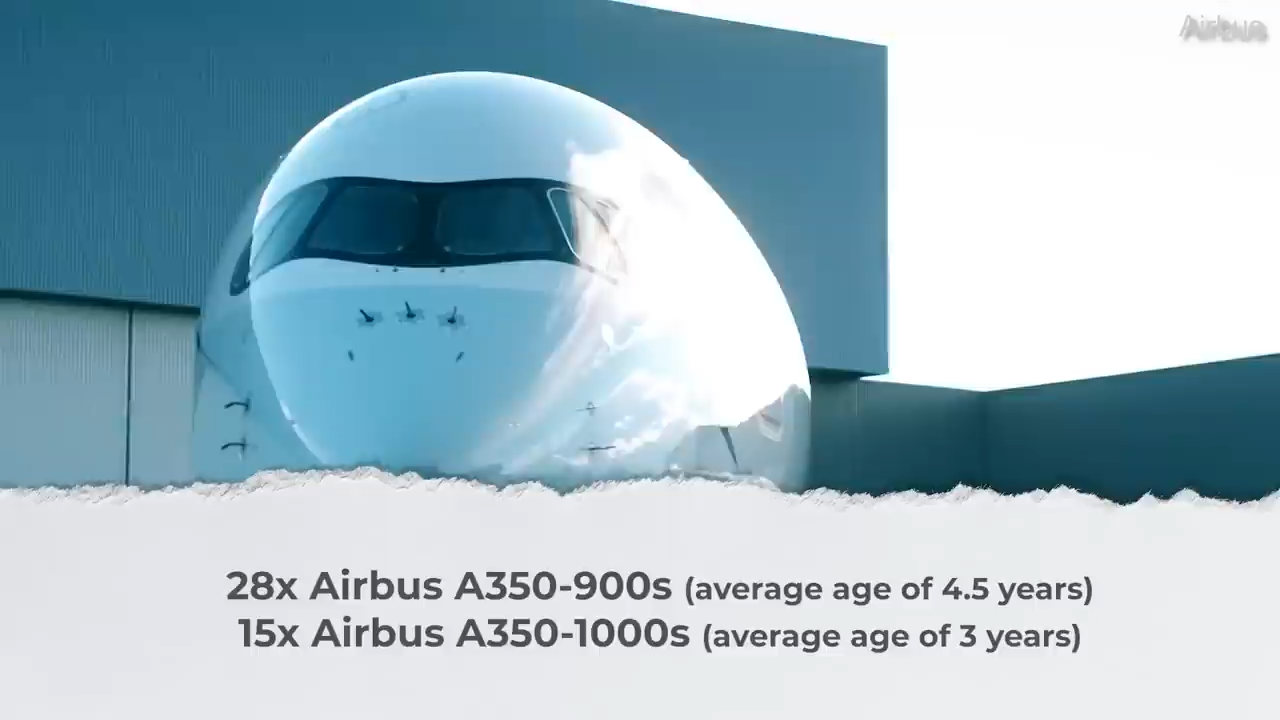 Airbus
28x Airbus A350-900s (average age of 4.5 years)
15x Airbus A350-1000s (average age of 3 years)